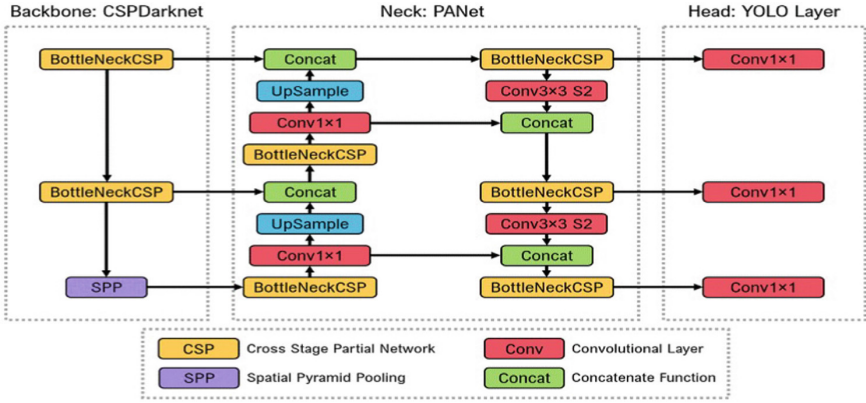 Backbone: CSPDarknet
Neck: PANet
Head: YOLO Layer
BottleNeckCSP
Concat
BottleNeckCSP
Conv1×1
UpSample
Conv3×3 S2
Conv1×1
Concat
BottleNeckCSP
BottleNeckCSP
Concat
BottleNeckCSP
Conv1×1
UpSample
Conv3×3 S2
Conv1×1
Concat
SPP
BottleNeckCSP
BottleNeckCSP
Conv1×1
CSP
Cross Stage Partial Network
Conv
Convolutional Layer
SPP
Spatial Pyramid Pooling
Concat
Concatenate Function